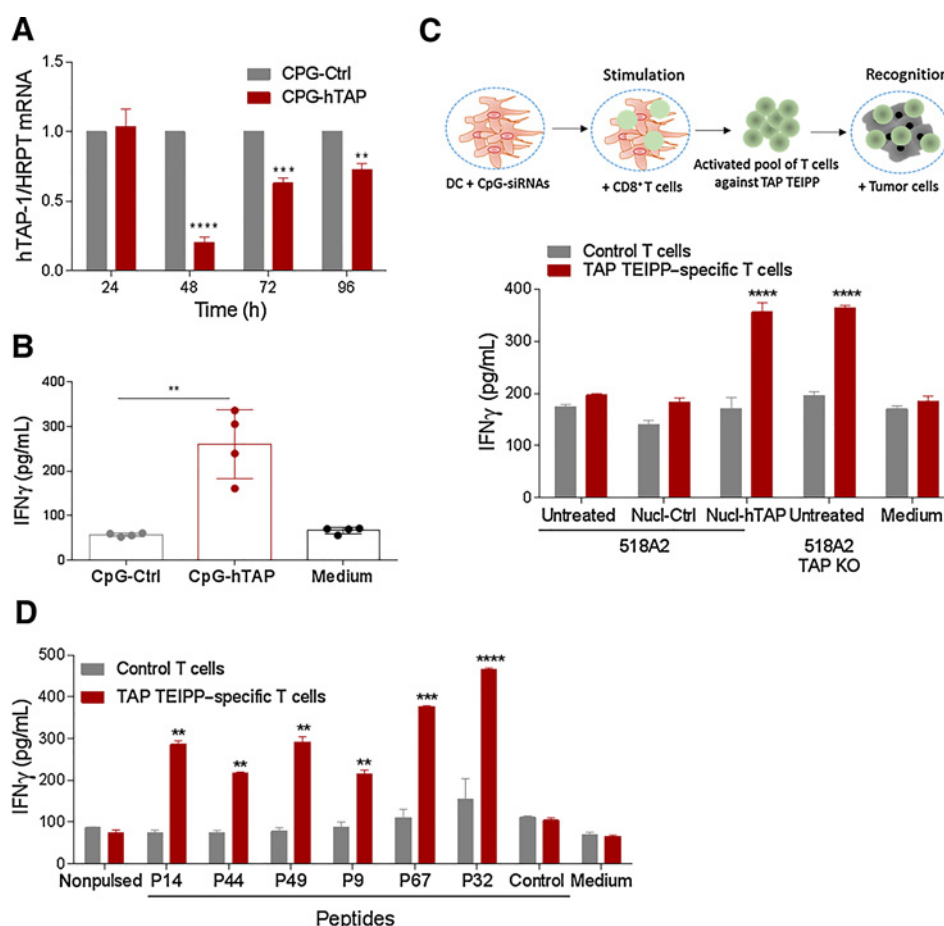 A
hTAP-1/HRPT mRNA
1.5
1.0
0.5
0.0
CPG-Ctrl
CPG-hTAP
****
***
**
24
48
72
96
Time (h)
B
IFNγ (pg/mL)
400
300
200
100
0
**
CpG-Ctrl
CpG-hTAP
Medium
C
Stimulation
Recognition
DC + CpG-siRNAs
+ CD8+ T cells
Activated pool of T cells
against TAP TEIPP
+ Tumor cells
Control T cells
TAP TEIPP–specific T cells
IFNγ (pg/mL)
400
300
200
100
0
****
****
Untreated
Nucl-Ctrl
Nucl-hTAP
Untreated
Medium
518A2
518A2
TAP KO
D
IFNγ (pg/mL)
500
400
300
200
100
0
Control T cells
TAP TEIPP–specific T cells
**
**
**
**
***
****
Nonpulsed
P14
P44
P49
P9
P67
P32
Control
Medium
Peptides